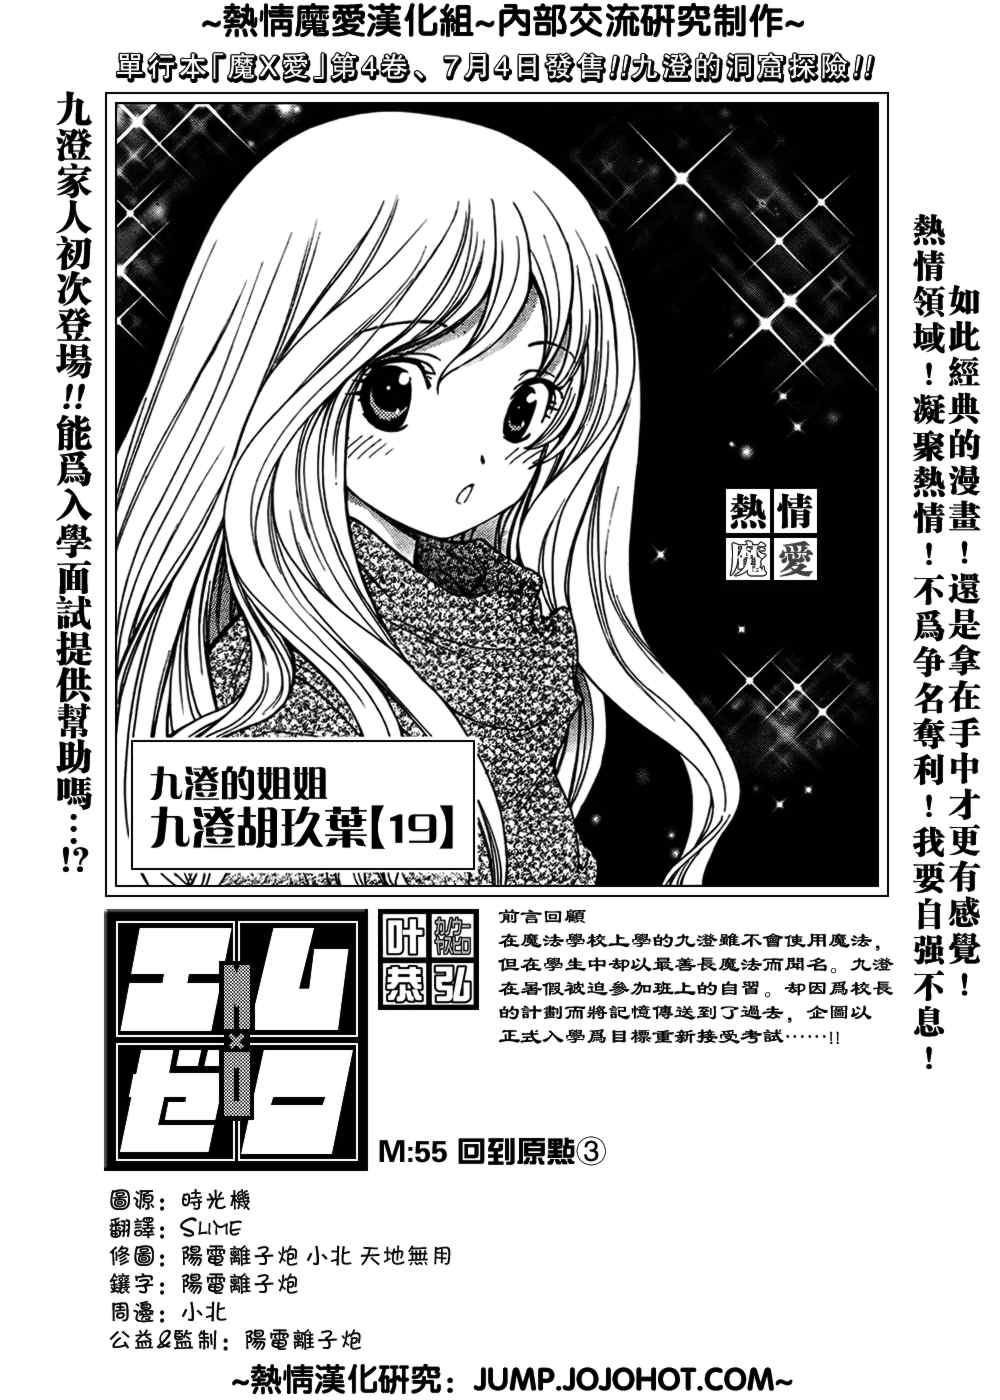 ~熱情魔愛漢化組~內部交流研究制作~
單行本「魔X愛」第4卷、7月4日發售!!九澄的洞窟探險!!
如此經典的漫畫！還是拿在手中才更有感覺！
熱情領域！凝聚熱情！不爲争名奪利！我要自强不息！
九澄家人初次登場!!能爲入學面試提供幫助嗎…!?
熱情
魔愛
九澄的姐姐
九澄胡玖葉【19】
エム
×
ゼロ
叶 カノウ
恭弘 ヤスヒロ
前言回顧
在魔法學校上學的九澄雖不會使用魔法，
但在學生中却以最善長魔法而聞名。九澄
在暑假被迫參加班上的自習。却因爲校長
的計劃而將記憶傳送到了過去，企圖以
正式入學爲目標重新接受考試……!!
M:55 回到原點③
圖源：時光機
翻譯：SLIME
修圖：陽電離子炮 小北 天地無用
鑲字：陽電離子炮
周邊：小北
公益&監制：陽電離子炮
~熱情漢化研究：JUMP.JOJOHOT.COM~